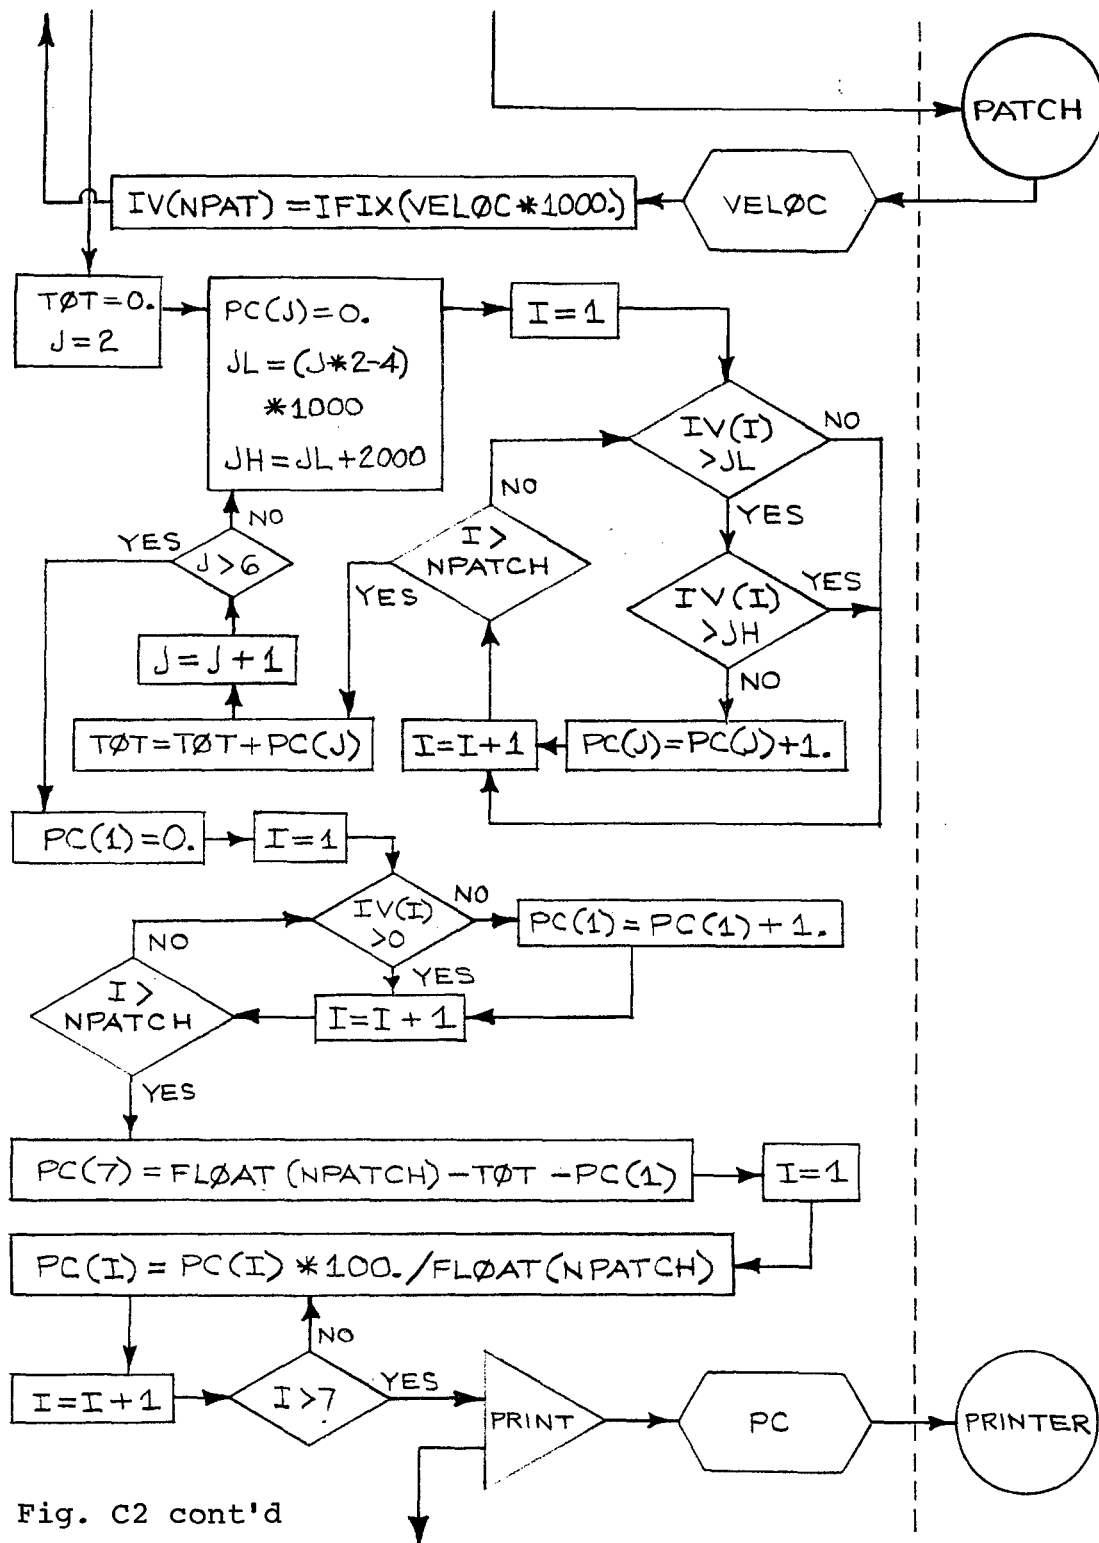 PATCH
VELØC
IV(NPAT) = IFIX(VELØC*1000.)
TØT=0.
J=2
PC(J)=0.
JL=(J*2-4)
*1000
JH=JL+2000
I=1
IV(I)
>JL
NO
YES
IV(I)
>JH
YES
NO
PC(J)=PC(J)+1.
I=I+1
I>
NPATCH
NO
YES
TØT=TØT+PC(J)
J=J+1
J>6
NO
YES
PC(1)=0.
I=1
IV(I)
>0
NO
YES
PC(1)=PC(1)+1.
I=I+1
I>
NPATCH
NO
YES
PC(7)=FLØAT(NPATCH)-TØT-PC(1)
I=1
PC(I)=PC(I)*100./FLØAT(NPATCH)
I=I+1
I>7
NO
YES
PRINT
PC
PRINTER
Fig. C2 cont'd